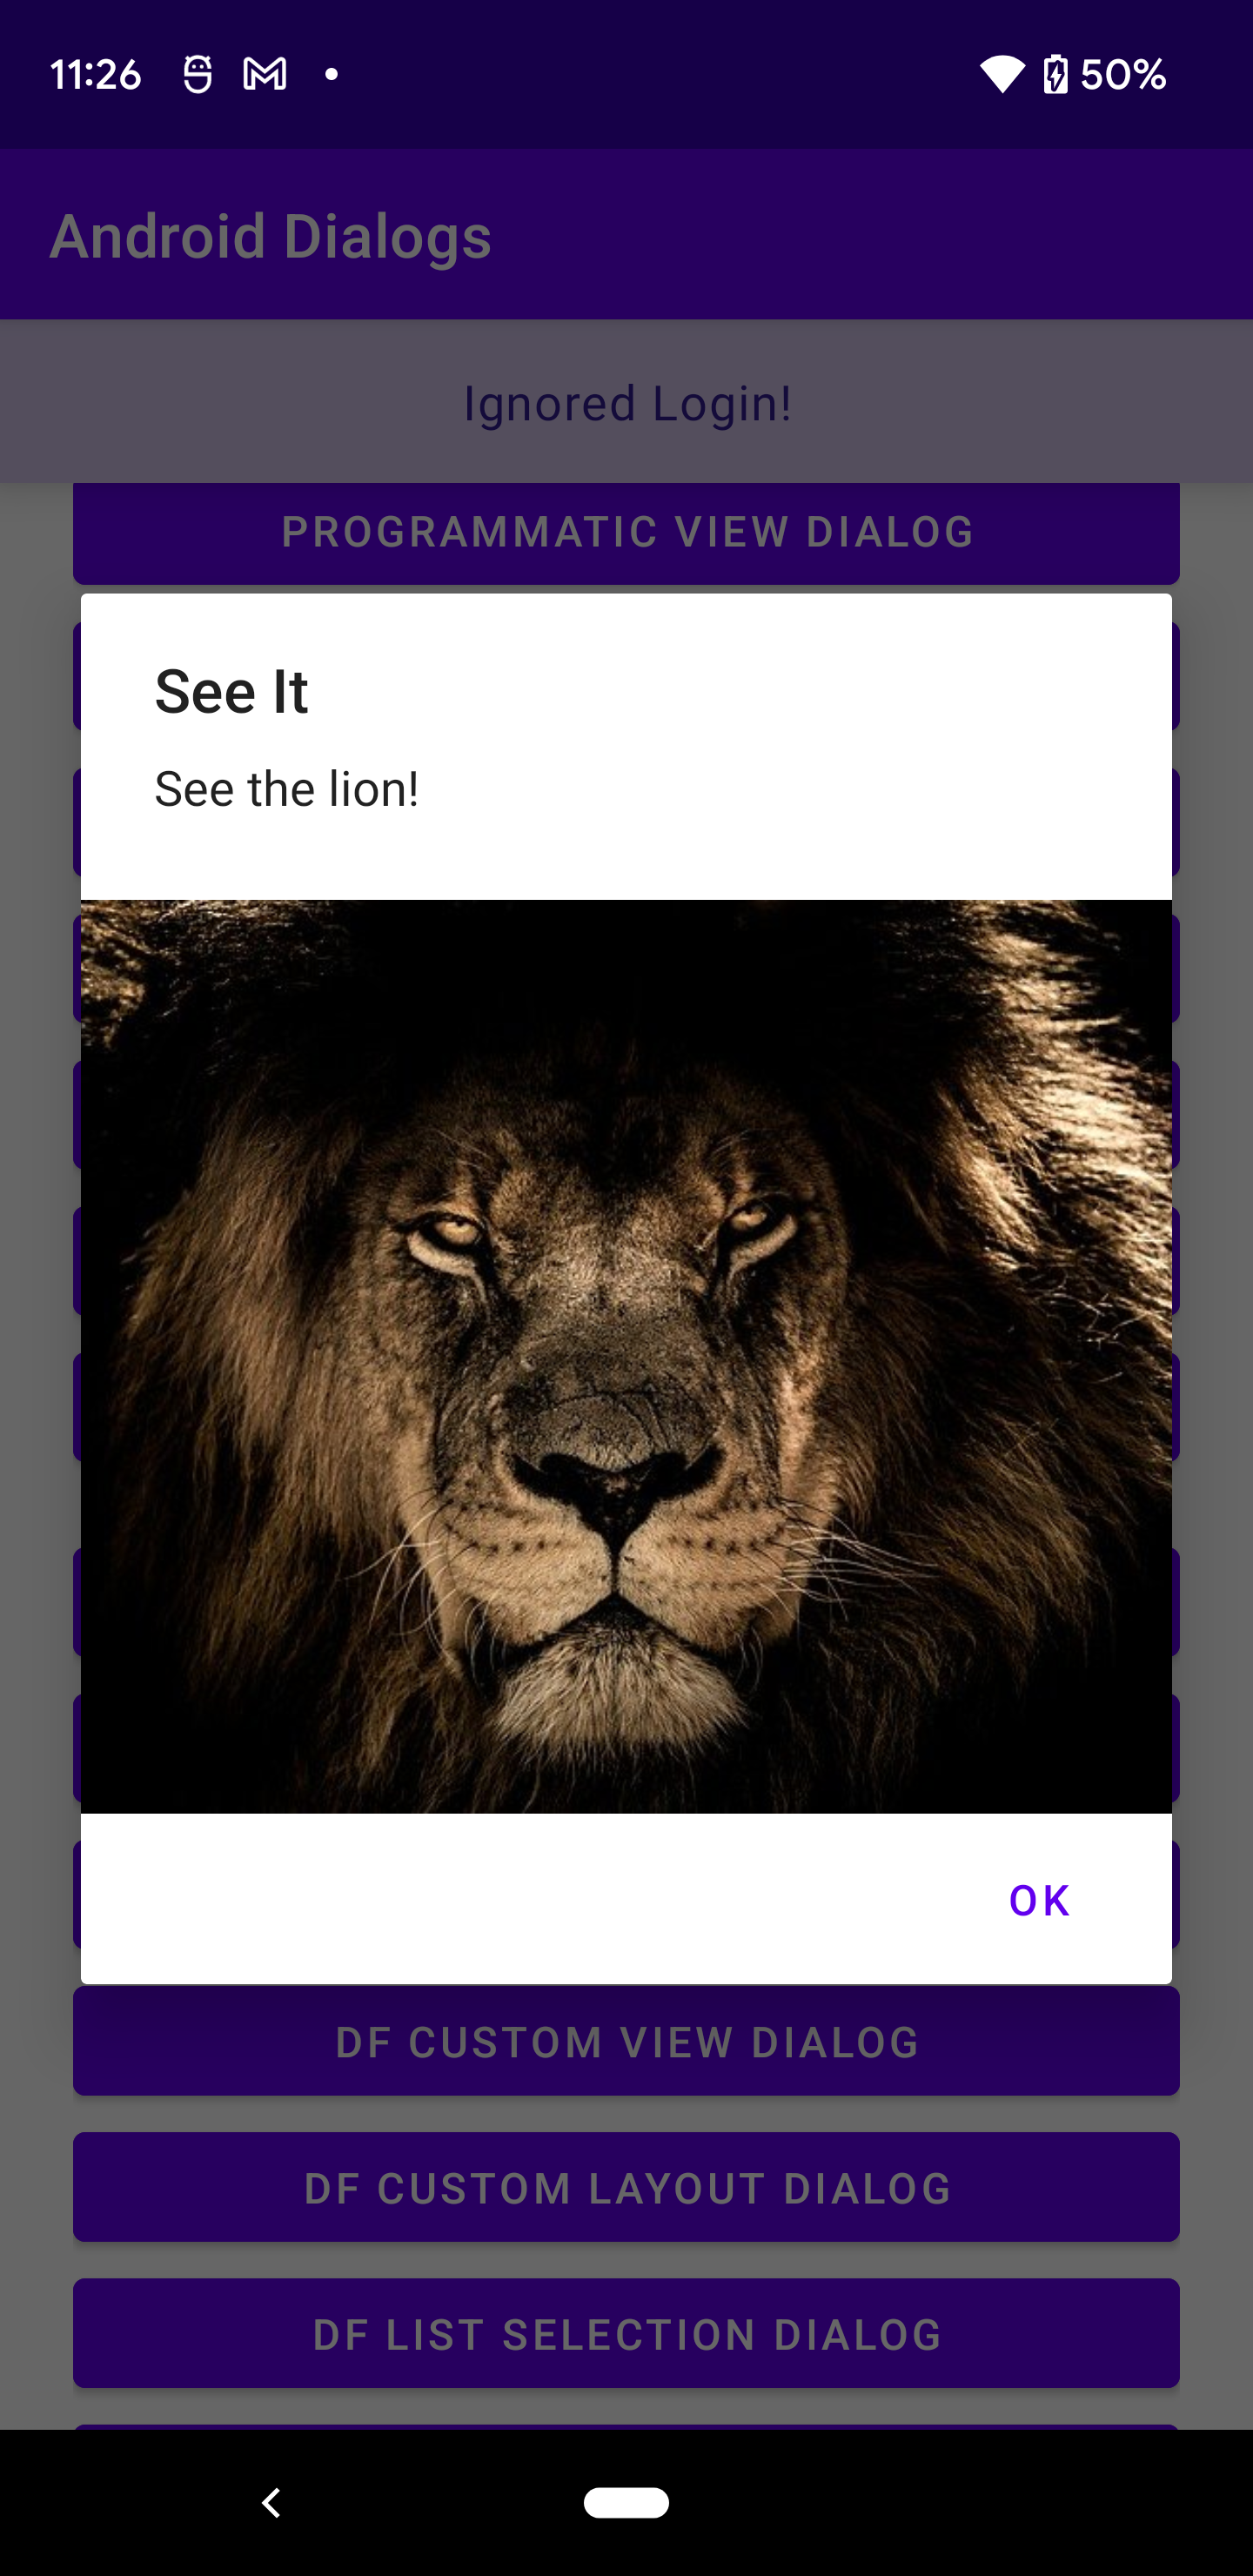 11:26 50%
Android Dialogs
Ignored Login!
PROGRAMMATIC VIEW DIALOG
See It
See the lion!
OK
DF CUSTOM VIEW DIALOG
DF CUSTOM LAYOUT DIALOG
DF LIST SELECTION DIALOG